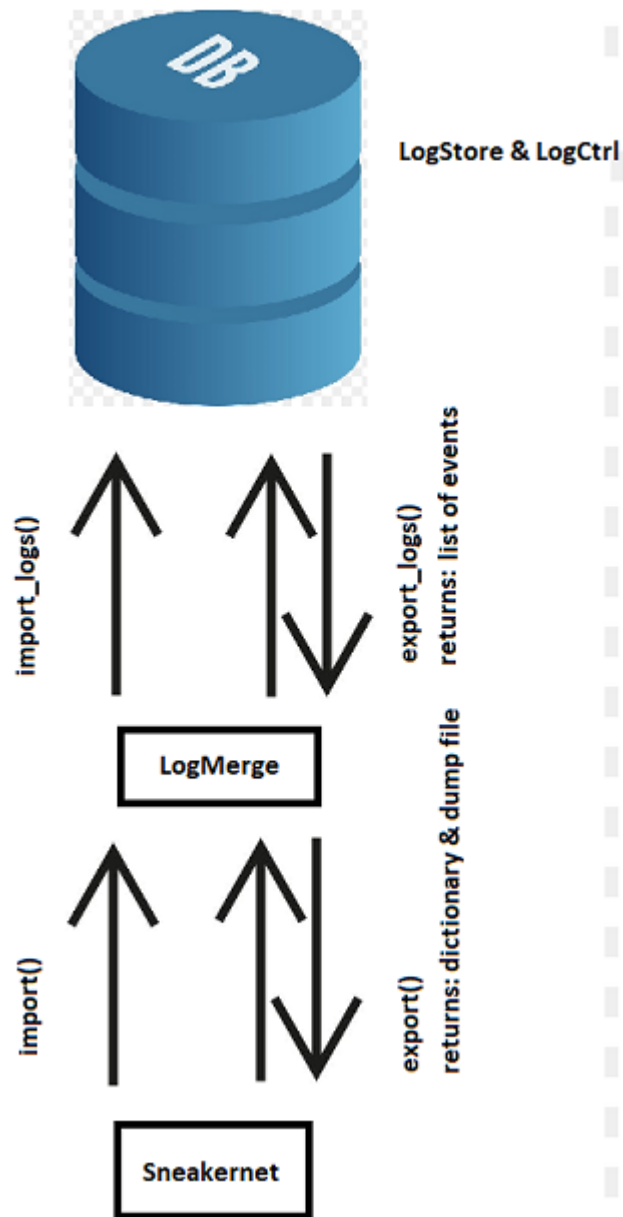 DB
LogStore & LogCtrl
import_logs()
export_logs()
returns: list of events
LogMerge
import()
export()
returns: dictionary & dump file
Sneakernet